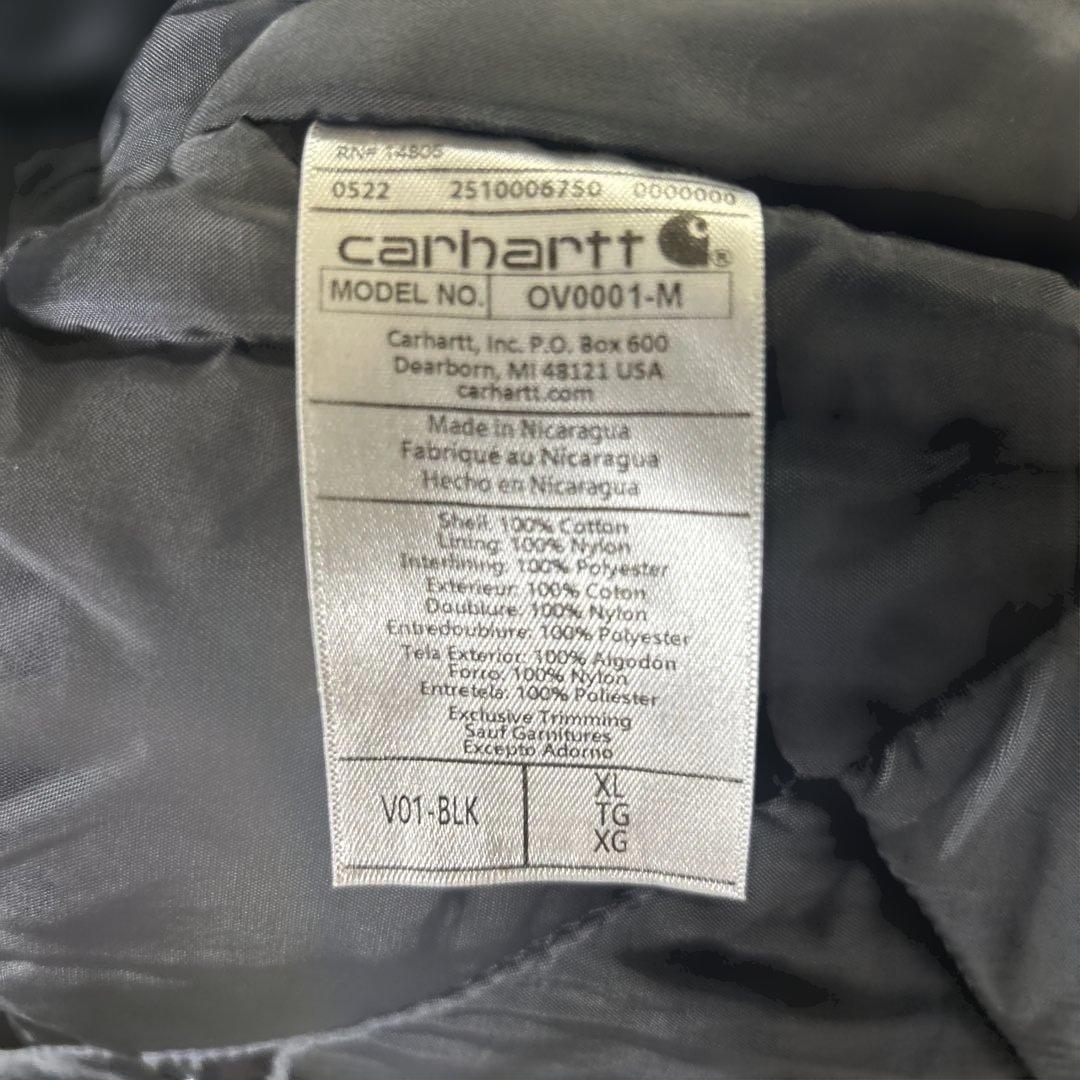 RN# 14806
0522 2510006750 0000000
carhartt ®
MODEL NO. OV0001-M
Carhartt, Inc. P.O. Box 600
Dearborn, MI 48121 USA
carhartt.com
Made in Nicaragua
Fabriqué au Nicaragua
Hecho en Nicaragua
Shell: 100% Cotton
Lining: 100% Nylon
Interlining: 100% Polyester
Extérieur: 100% Coton
Doublure: 100% Nylon
Entredoublure: 100% Polyester
Tela Exterior: 100% Algodón
Forro: 100% Nylon
Entretela: 100% Poliester
Exclusive Trimming
Sauf Garnitures
Excepto Adorno
V01-BLK
XL
TG
XG